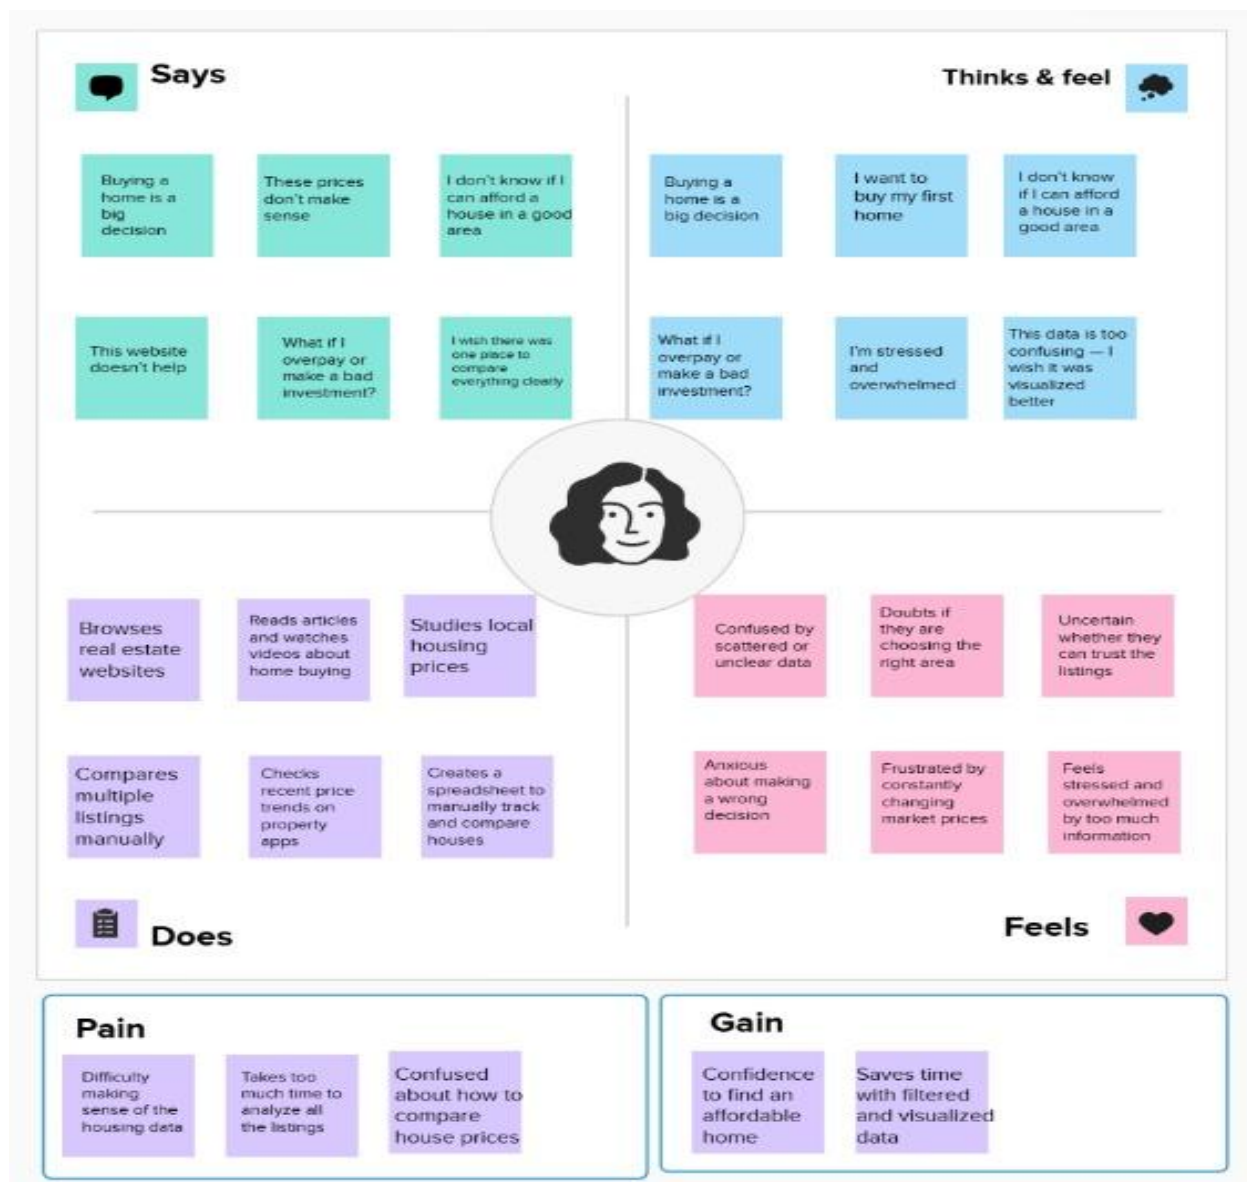 Says
Buying a
home is a
big
decision
These prices
don't make
sense
I don't know if I
can afford a
house in a good
area
This website
doesn't help
What if I
overpay or
make a bad
investment?
I wish there was
one place to
compare
everything clearly
Thinks & feel
Buying a
home is a
big decision
I want to
buy my first
home
I don't know
if I can afford
a house in a
good area
What if I
overpay or
make a bad
investment?
I'm stressed
and
overwhelmed
This data is too
confusing — I
wish it was
visualized
better
Browses
real estate
websites
Reads articles
and watches
videos about
home buying
Studies local
housing
prices
Compares
multiple
listings
manually
Checks
recent price
trends on
property
apps
Creates a
spreadsheet to
manually track
and compare
houses
Does
Confused by
scattered or
unclear data
Doubts if
they are
choosing the
right area
Uncertain
whether they
can trust the
listings
Anxious
about making
a wrong
decision
Frustrated by
constantly
changing
market prices
Feels
stressed and
overwhelmed
by too much
information
Feels
Pain
Difficulty
making
sense of the
housing data
Takes too
much time to
analyze all
the listings
Confused
about how to
compare
house prices
Gain
Confidence
to find an
affordable
home
Saves time
with filtered
and visualized
data